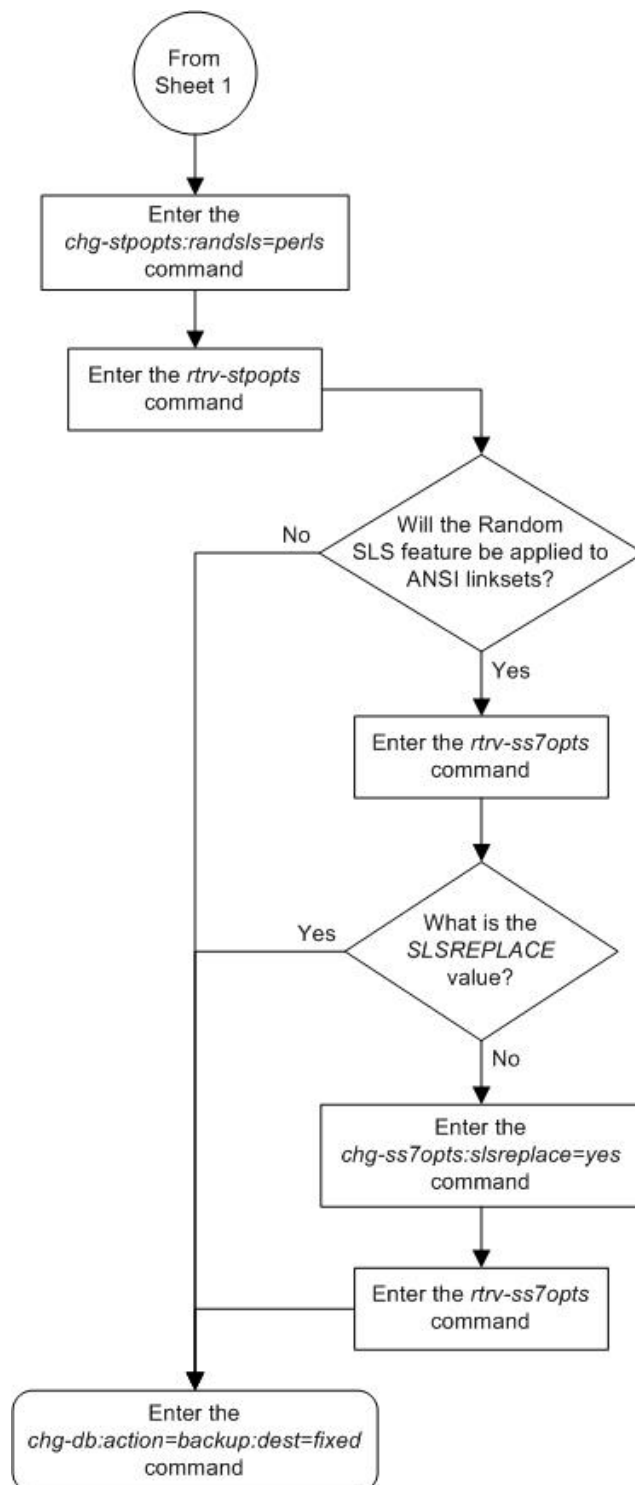 From
Sheet 1
Enter the
chg-stpopts:randsls=perls
command
Enter the rtrv-stpopts
command
Will the Random
SLS feature be applied to
ANSI linksets?
No
Yes
Enter the rtrv-ss7opts
command
What is the
SLSREPLACE
value?
Yes
No
Enter the
chg-ss7opts:slsreplace=yes
command
Enter the rtrv-ss7opts
command
Enter the
chg-db:action=backup:dest=fixed
command